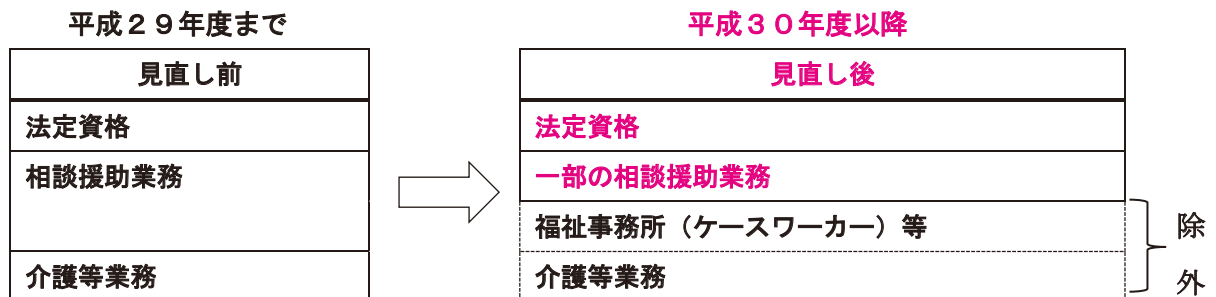 平成２９年度まで
見直し前
法定資格
相談援助業務
介護等業務
平成３０年度以降
見直し後
法定資格
一部の相談援助業務
福祉事務所（ケースワーカー）等
介護等業務
除
外